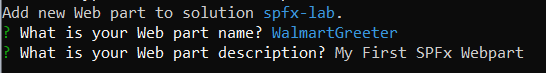 Add new Web part to solution spfx-lab.
? What is your Web part name? WalmartGreeter
? What is your Web part description? My First SPFx Webpart